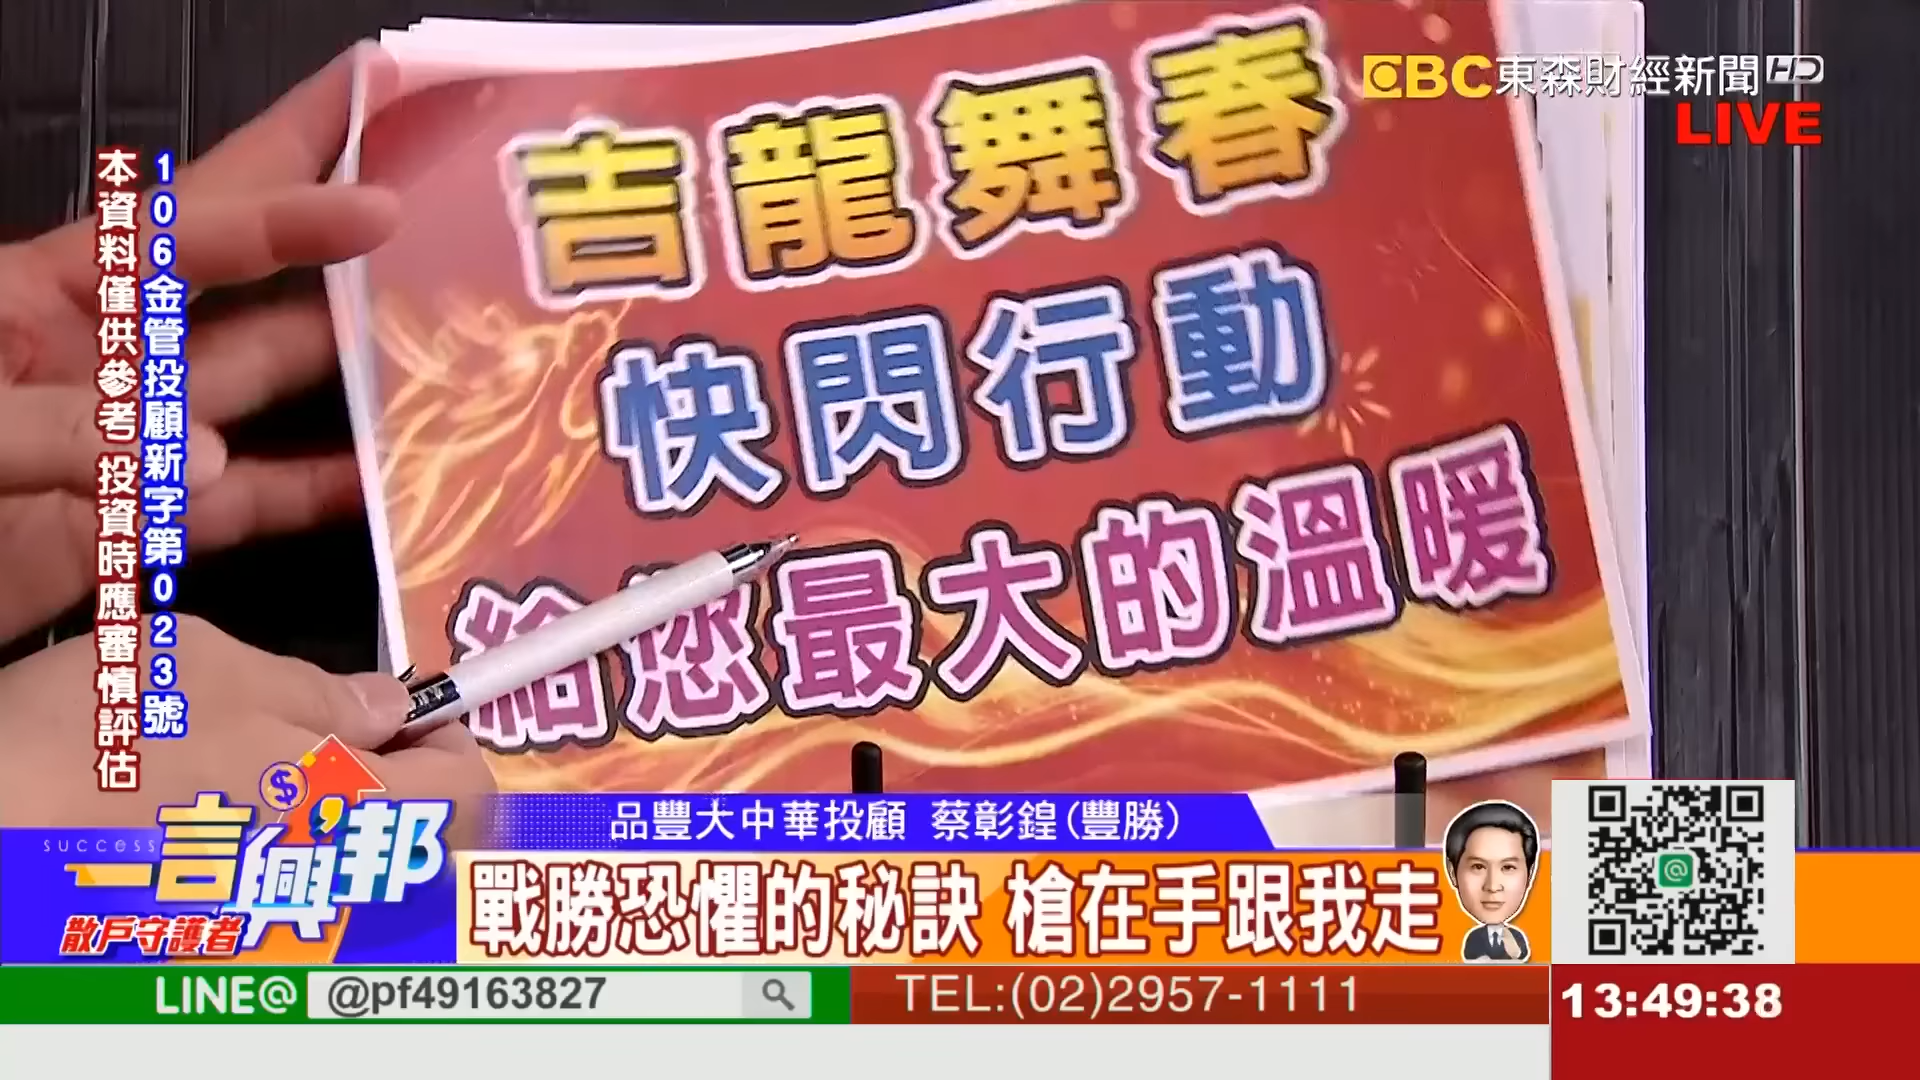 EBC東森財經新聞HD
LIVE
106金管投顧新字第023號
本資料僅供參考 投資時應審慎評估
吉龍舞春
快閃行動
給您最大的溫暖
success
一言興邦
散戶守護者
品豐大中華投顧 蔡彰鍠(豐勝)
戰勝恐懼的秘訣 槍在手跟我走
LINE@ @pf49163827
TEL:(02)2957-1111
13:49:38